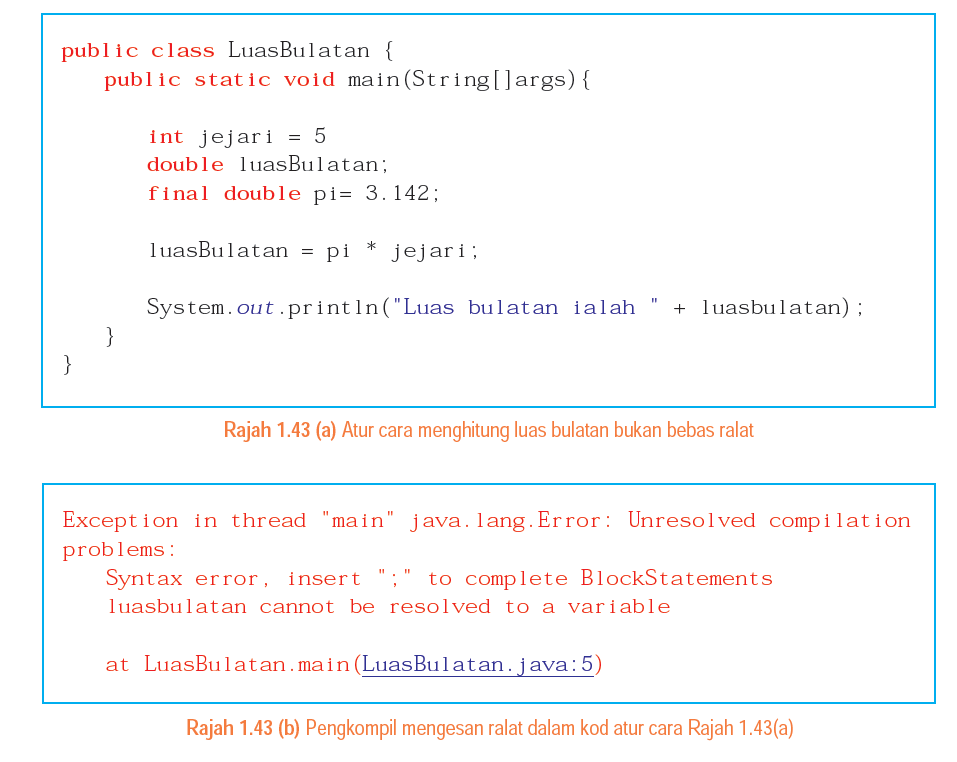 public class LuasBulatan {
public static void main(String[]args){
int jejari = 5
double luasBulatan;
final double pi= 3.142;
luasBulatan = pi * jejari;
System.out.println("Luas bulatan ialah " + luasbulatan);
}
}
Rajah 1.43 (a) Atur cara menghitung luas bulatan bukan bebas ralat
Exception in thread "main" java.lang.Error: Unresolved compilation
problems:
Syntax error, insert ";" to complete BlockStatements
luasbulatan cannot be resolved to a variable
at LuasBulatan.main(LuasBulatan.java:5)
Rajah 1.43 (b) Pengkompil mengesan ralat dalam kod atur cara Rajah 1.43(a)